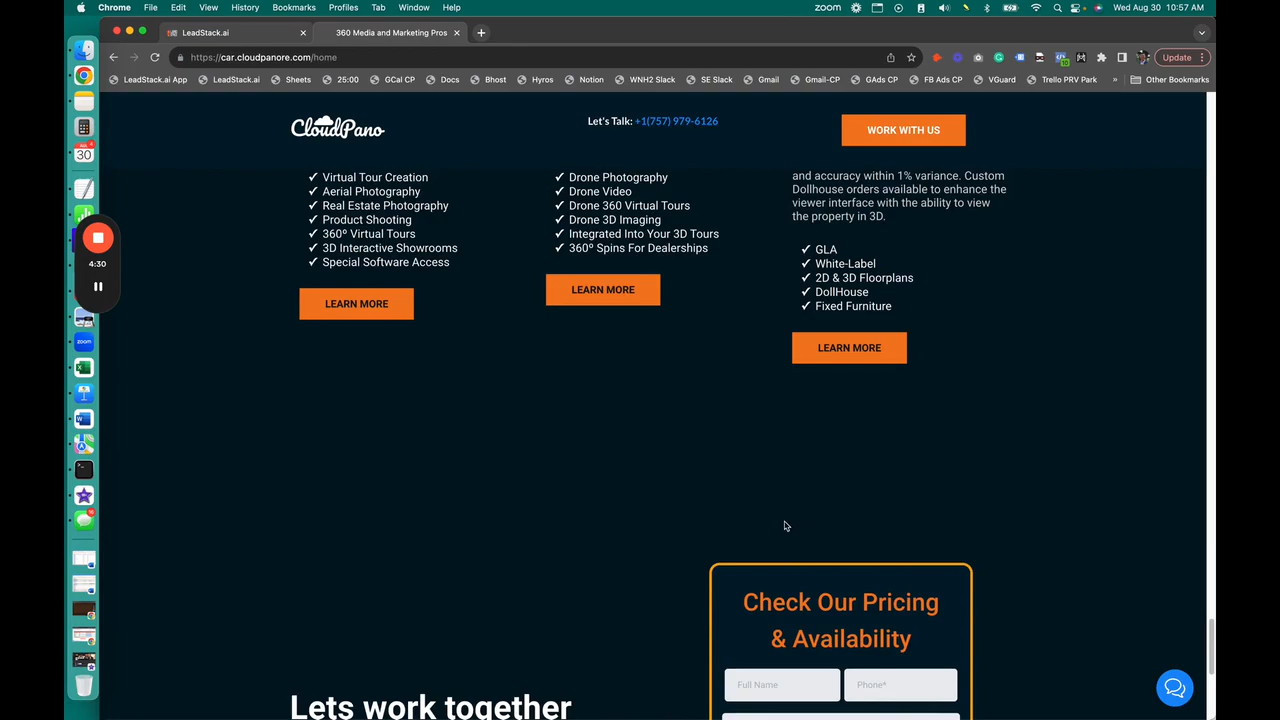 Chrome File Edit View History Bookmarks Profiles Tab Window Help zoom Wed Aug 30 10:57 AM
LeadStack.ai 360 Media and Marketing Pros
https://car.cloudpanore.com/home Update
LeadStack.ai App LeadStack.ai Sheets 25:00 GCal CP Docs Bhost Hyros Notion WNH2 Slack SE Slack Gmail Gmail-CP GAds CP FB Ads CP VGuard Trello PRV Park » Other Bookmarks
CloudPano
Let's Talk: +1(757) 979-6126
WORK WITH US
✓ Virtual Tour Creation
✓ Aerial Photography
✓ Real Estate Photography
✓ Product Shooting
✓ 360º Virtual Tours
✓ 3D Interactive Showrooms
✓ Special Software Access
LEARN MORE
✓ Drone Photography
✓ Drone Video
✓ Drone 360 Virtual Tours
✓ Drone 3D Imaging
✓ Integrated Into Your 3D Tours
✓ 360º Spins For Dealerships
LEARN MORE
and accuracy within 1% variance. Custom
Dollhouse orders available to enhance the
viewer interface with the ability to view
the property in 3D.
✓ GLA
✓ White-Label
✓ 2D & 3D Floorplans
✓ DollHouse
✓ Fixed Furniture
LEARN MORE
30
4:30
zoom
Check Our Pricing
& Availability
Full Name Phone*
Lets work together